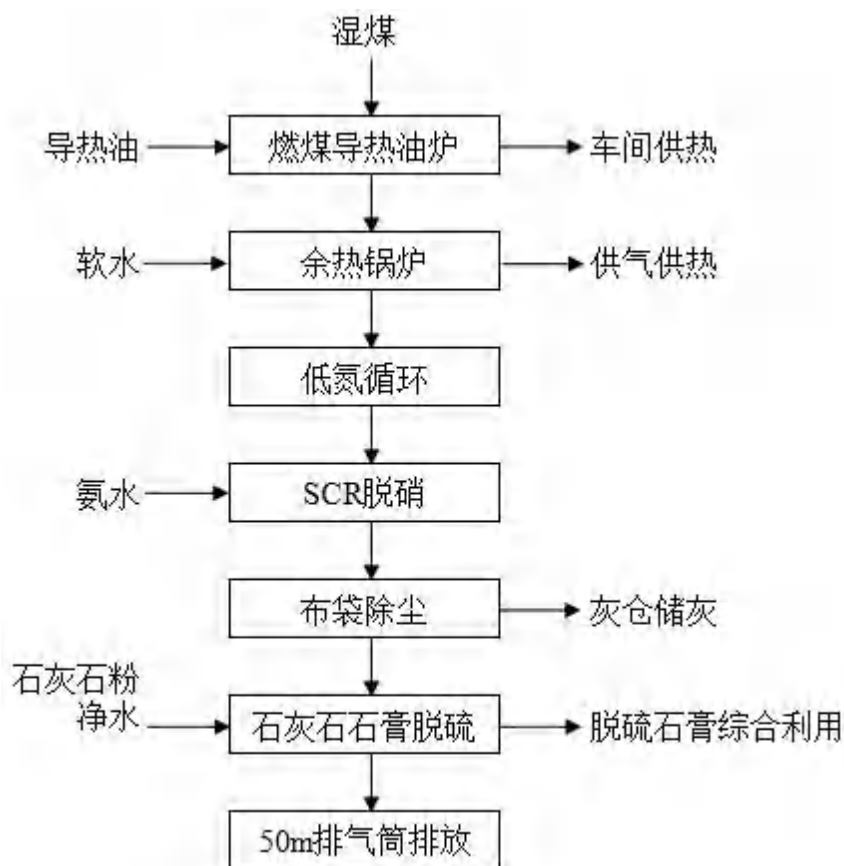 湿煤
导热油
燃煤导热油炉
车间供热
软水
余热锅炉
供气供热
低氮循环
氨水
SCR脱硝
布袋除尘
灰仓储灰
石灰石粉
净水
石灰石石膏脱硫
脱硫石膏综合利用
50m排气筒排放